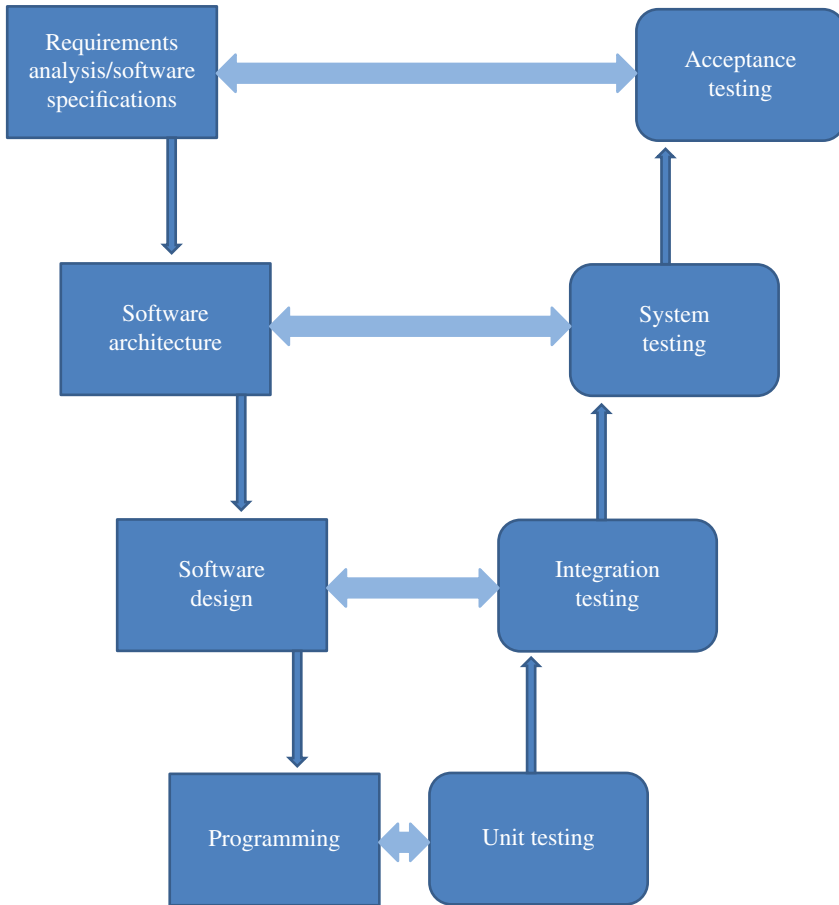 Requirements
analysis/software
specifications
Acceptance
testing
Software
architecture
System
testing
Software
design
Integration
testing
Programming
Unit testing